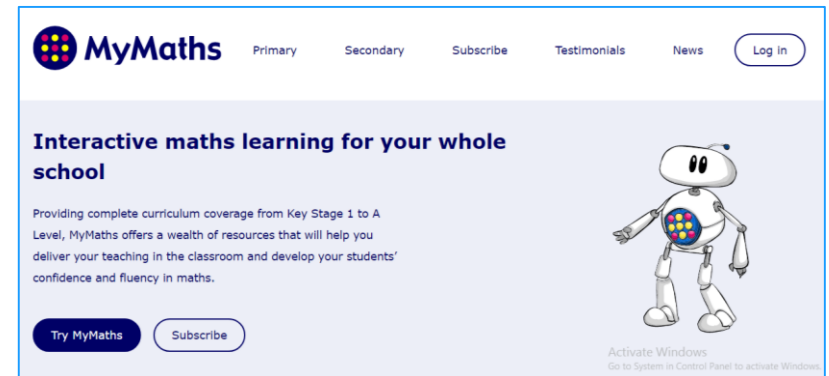 MyMaths Primary Secondary Subscribe Testimonials News Log in
Interactive maths learning for your whole
school
Providing complete curriculum coverage from Key Stage 1 to A
Level, MyMaths offers a wealth of resources that will help you
deliver your teaching in the classroom and develop your students'
confidence and fluency in maths.
Try MyMaths Subscribe
Activate Windows
Go to System in Control Panel to activate Windows.